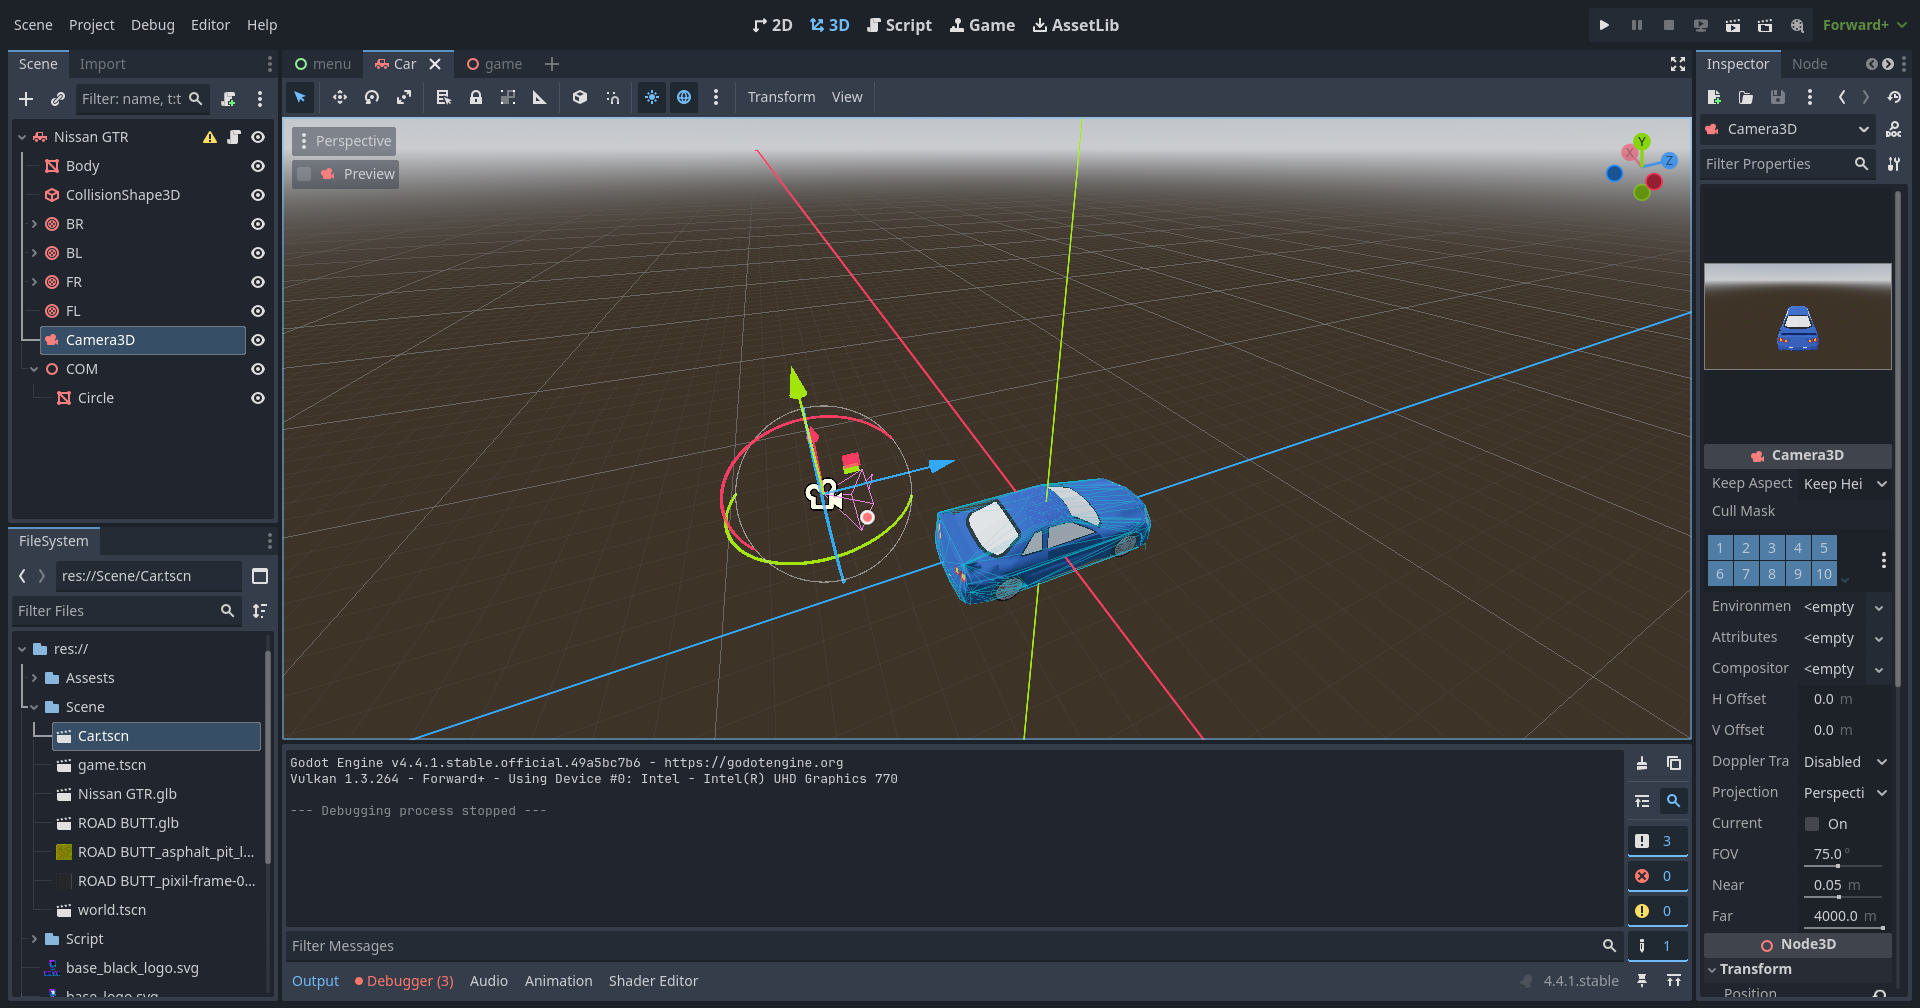 Scene Project Debug Editor Help
2D 3D Script Game AssetLib
Forward+
Scene Import
Filter: name, t:t
Nissan GTR
Body
CollisionShape3D
BR
BL
FR
FL
Camera3D
COM
Circle
FileSystem
res://Scene/Car.tscn
Filter Files
res://
Assests
Scene
Car.tscn
game.tscn
Nissan GTR.glb
ROAD BUTT.glb
ROAD BUTT_asphalt_pit_l...
ROAD BUTT_pixil-frame-0...
world.tscn
Script
base_black_logo.svg
base_logo.svg
menu Car game
Transform View
Perspective
Preview
Y
X
Z
Godot Engine v4.4.1.stable.official.49a5bc7b6 - https://godotengine.org
Vulkan 1.3.264 - Forward+ - Using Device #0: Intel - Intel(R) UHD Graphics 770
--- Debugging process stopped ---
3
0
0
1
Filter Messages
Output Debugger (3) Audio Animation Shader Editor
4.4.1.stable
Inspector Node
Camera3D
DOC
Filter Properties
Camera3D
Keep Aspect Keep Hei
Cull Mask
1 2 3 4 5
6 7 8 9 10
Environmen <empty
Attributes <empty
Compositor <empty
H Offset 0.0 m
V Offset 0.0 m
Doppler Tra Disabled
Projection Perspecti
Current On
FOV 75.0 °
Near 0.05 m
Far 4000.0 m
Node3D
Transform
Position